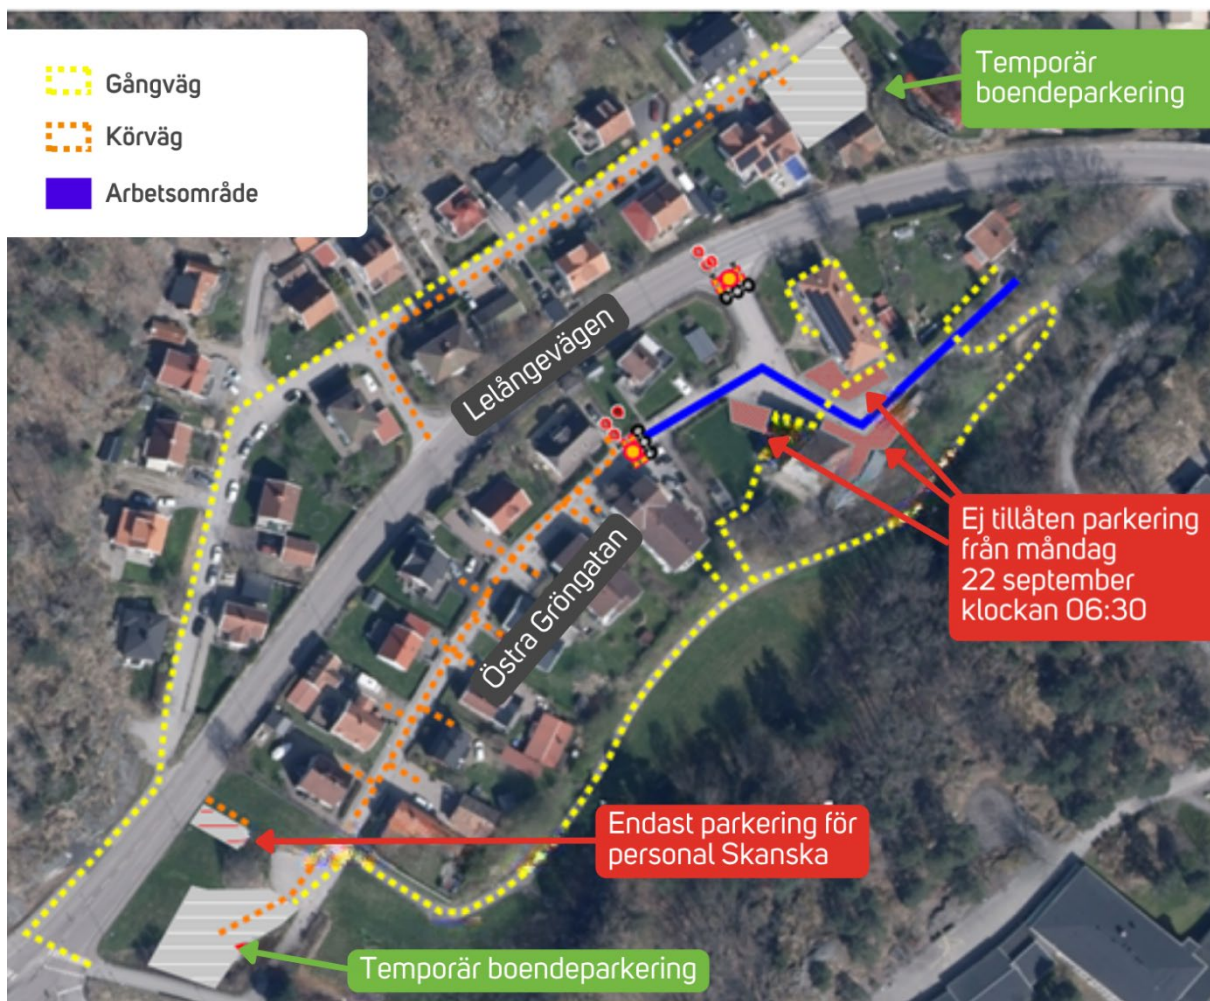 Gångväg
Körväg
Arbetsområde
Temporär
boendeparkering
Lelångevägen
Östra Gröngatan
Ej tillåten parkering
från måndag
22 september
klockan 06:30
Endast parkering för
personal Skanska
Temporär boendeparkering